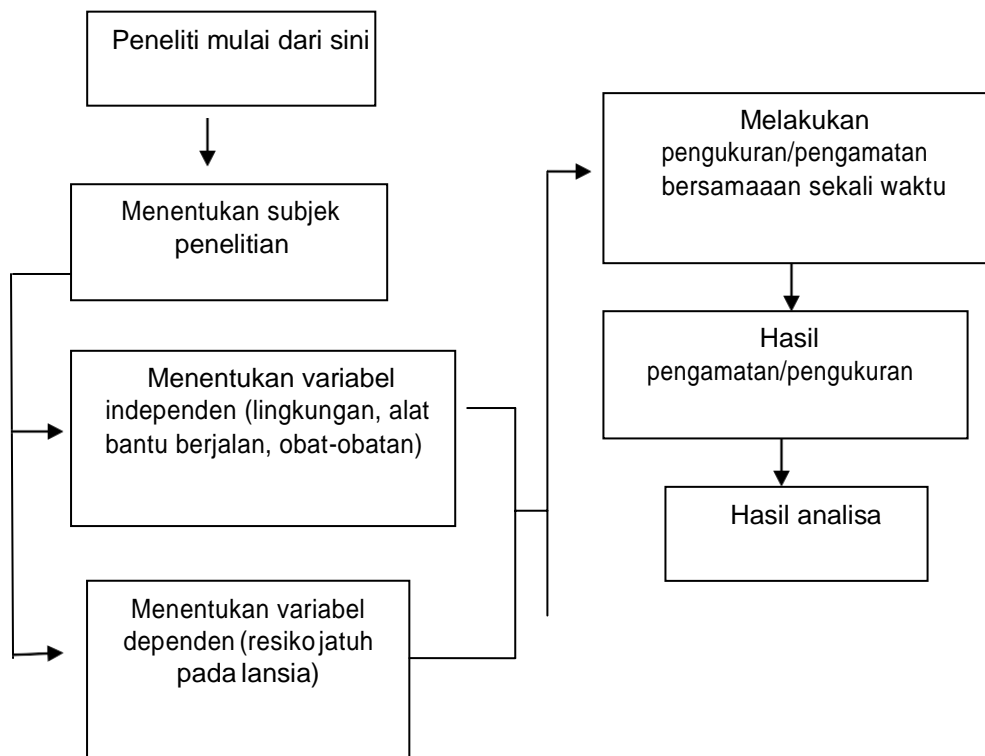 Peneliti mulai dari sini
Menentukan subjek
penelitian
Menentukan variabel
independen (lingkungan, alat
bantu berjalan, obat-obatan)
Menentukan variabel
dependen (resiko jatuh
pada lansia)
Melakukan
pengukuran/pengamatan
bersamaaan sekali waktu
Hasil
pengamatan/pengukuran
Hasil analisa